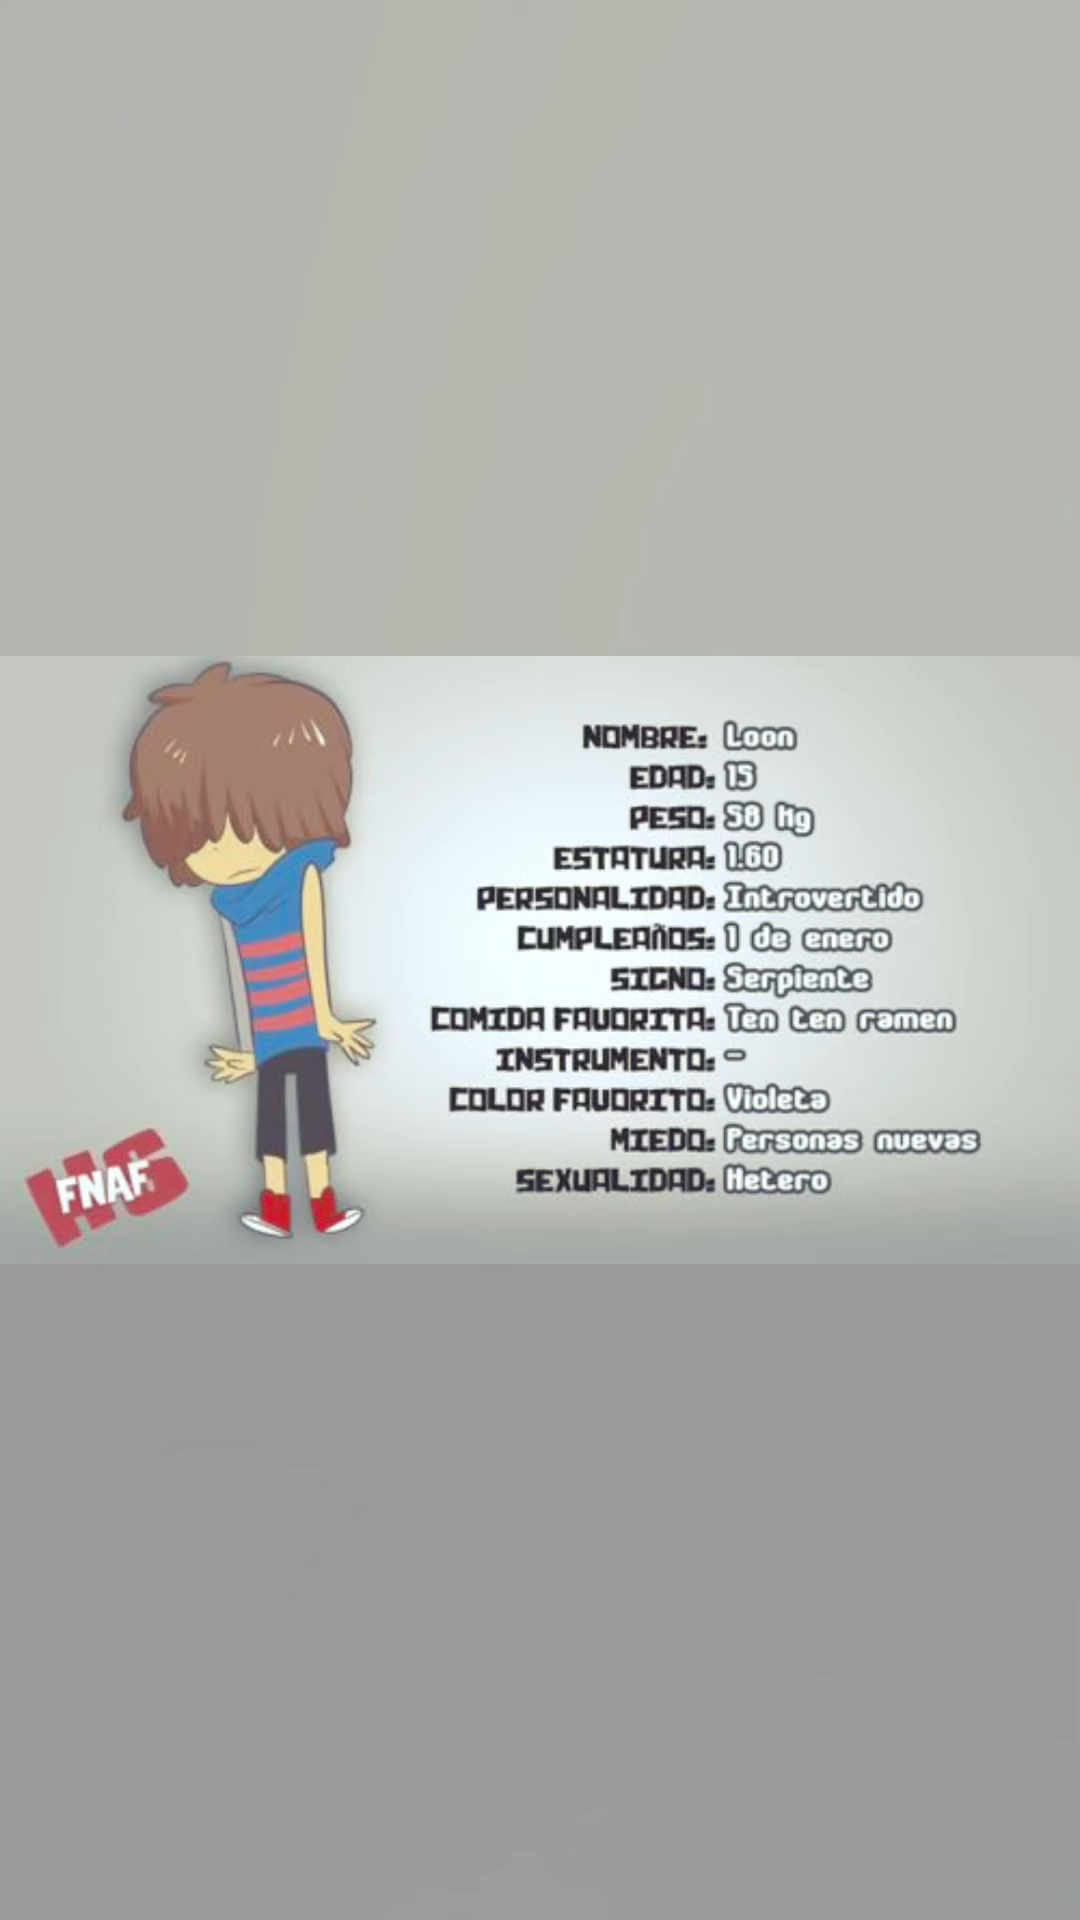 NOMBRE: Loon
EDAD: 15
PESO: 58 Kg
ESTATURA: 1.60
PERSONALIDAD: Introvertido
CUMPLEAÑOS: 1 de enero
SIGNO: Serpiente
COMIDA FAVORITA: Ten ten ramen
INSTRUMENTO: -
COLOR FAVORITO: Violeta
MIEDO: Personas nuevas
SEXUALIDAD: Hetero
FNAF
HS